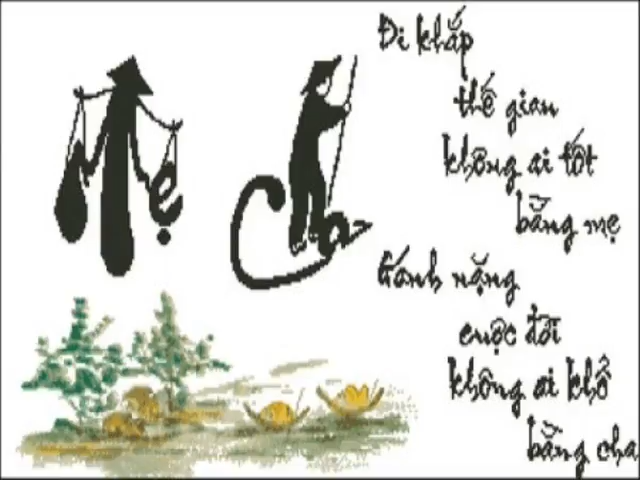 Mẹ Cha
Đi khắp
thế gian
không ai tốt
bằng mẹ
Gánh nặng
cuộc đời
không ai khổ
bằng cha